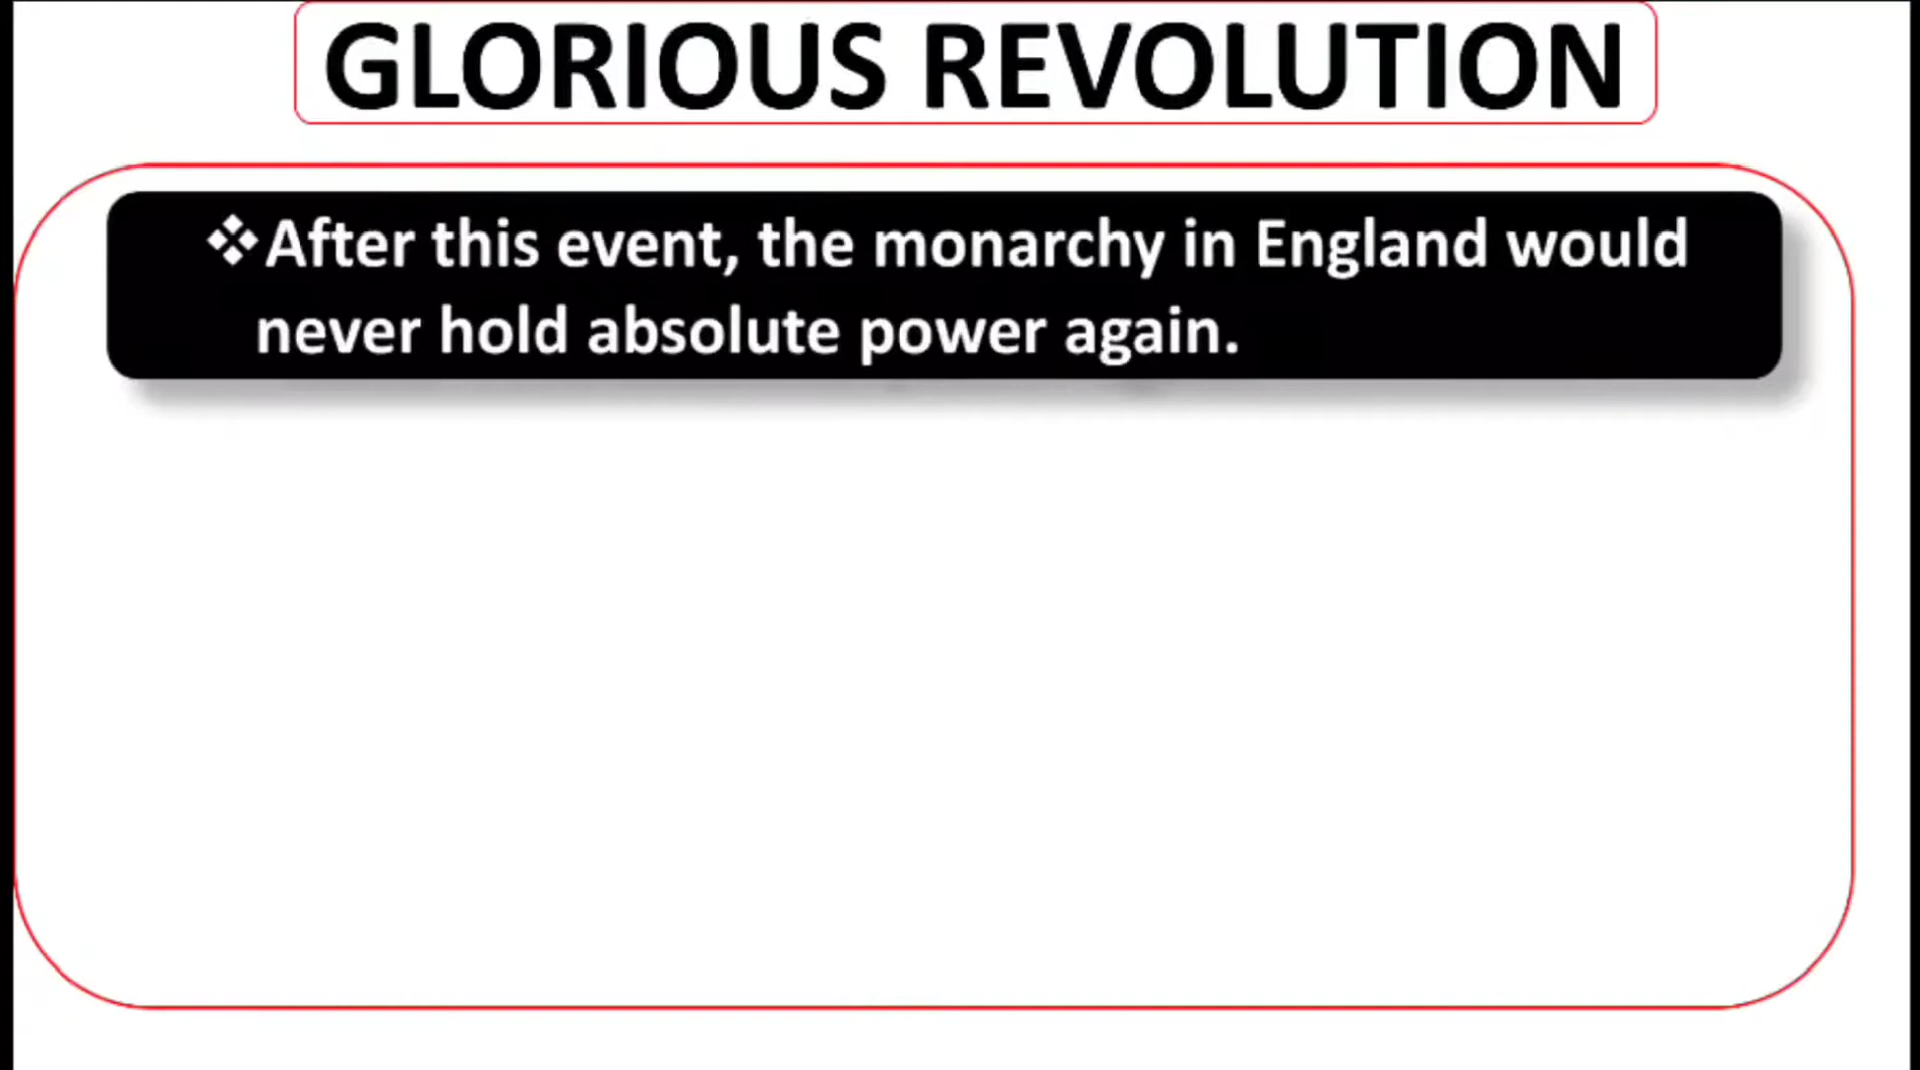 GLORIOUS REVOLUTION
❖After this event, the monarchy in England would
never hold absolute power again.